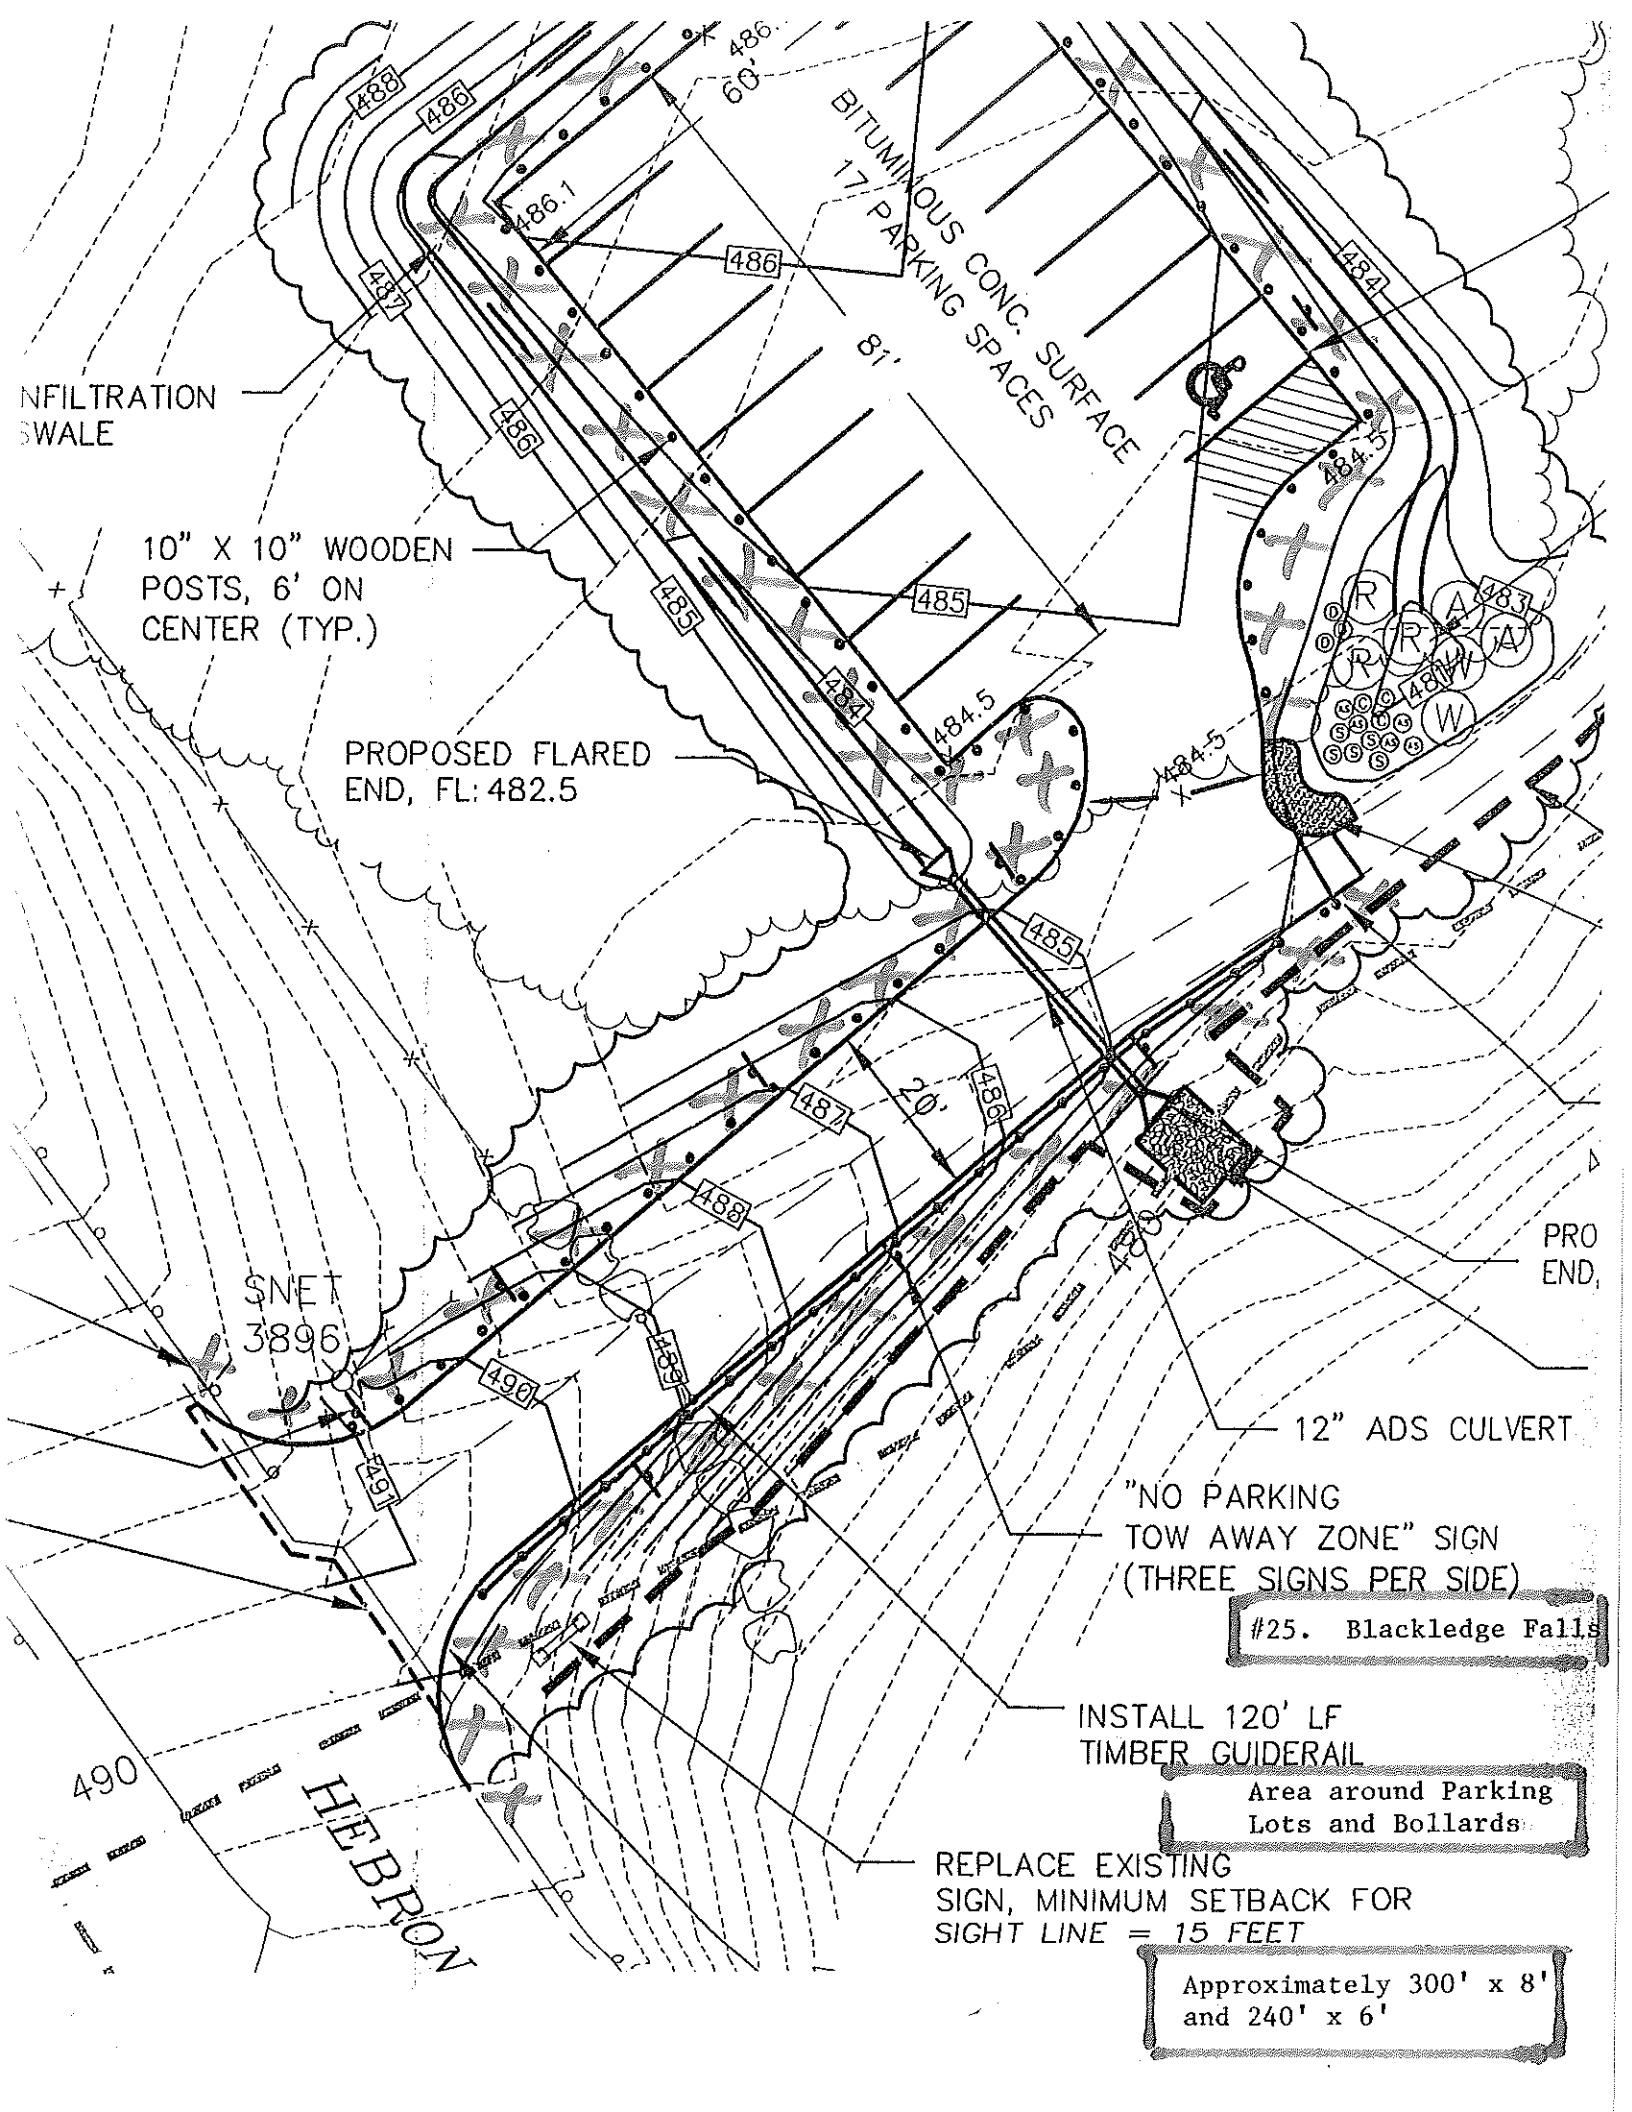 488
486
486.
60'
BITUMINOUS CONC. SURFACE
17 PARKING SPACES
486.1
486
484
487
81'
NFILTRATION
SWALE
486
484.5
10" X 10" WOODEN
POSTS, 6' ON
CENTER (TYP.)
485
485
483
R
A
R
R
W
A
481
W
484
484.5
484.5
PROPOSED FLARED
END, FL: 482.5
485
486
487
20'
488
480
PRO
END,
SNET
3896
489
490
491
12" ADS CULVERT
"NO PARKING
TOW AWAY ZONE" SIGN
(THREE SIGNS PER SIDE)
#25. Blackledge Falls
INSTALL 120' LF
TIMBER GUIDERAIL
490
HEBRON
Area around Parking
Lots and Bollards
REPLACE EXISTING
SIGN, MINIMUM SETBACK FOR
SIGHT LINE = 15 FEET
Approximately 300' x 8'
and 240' x 6'